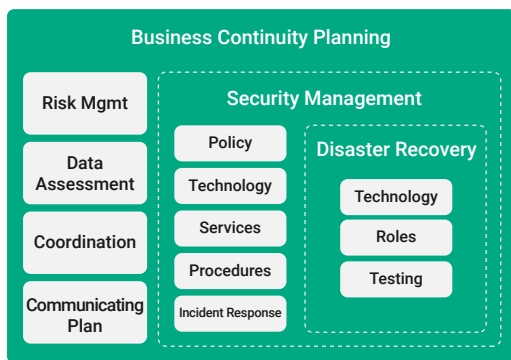 Business Continuity Planning
Risk Mgmt
Data
Assessment
Coordination
Communicating
Plan
Security Management
Policy
Technology
Services
Procedures
Incident Response
Disaster Recovery
Technology
Roles
Testing